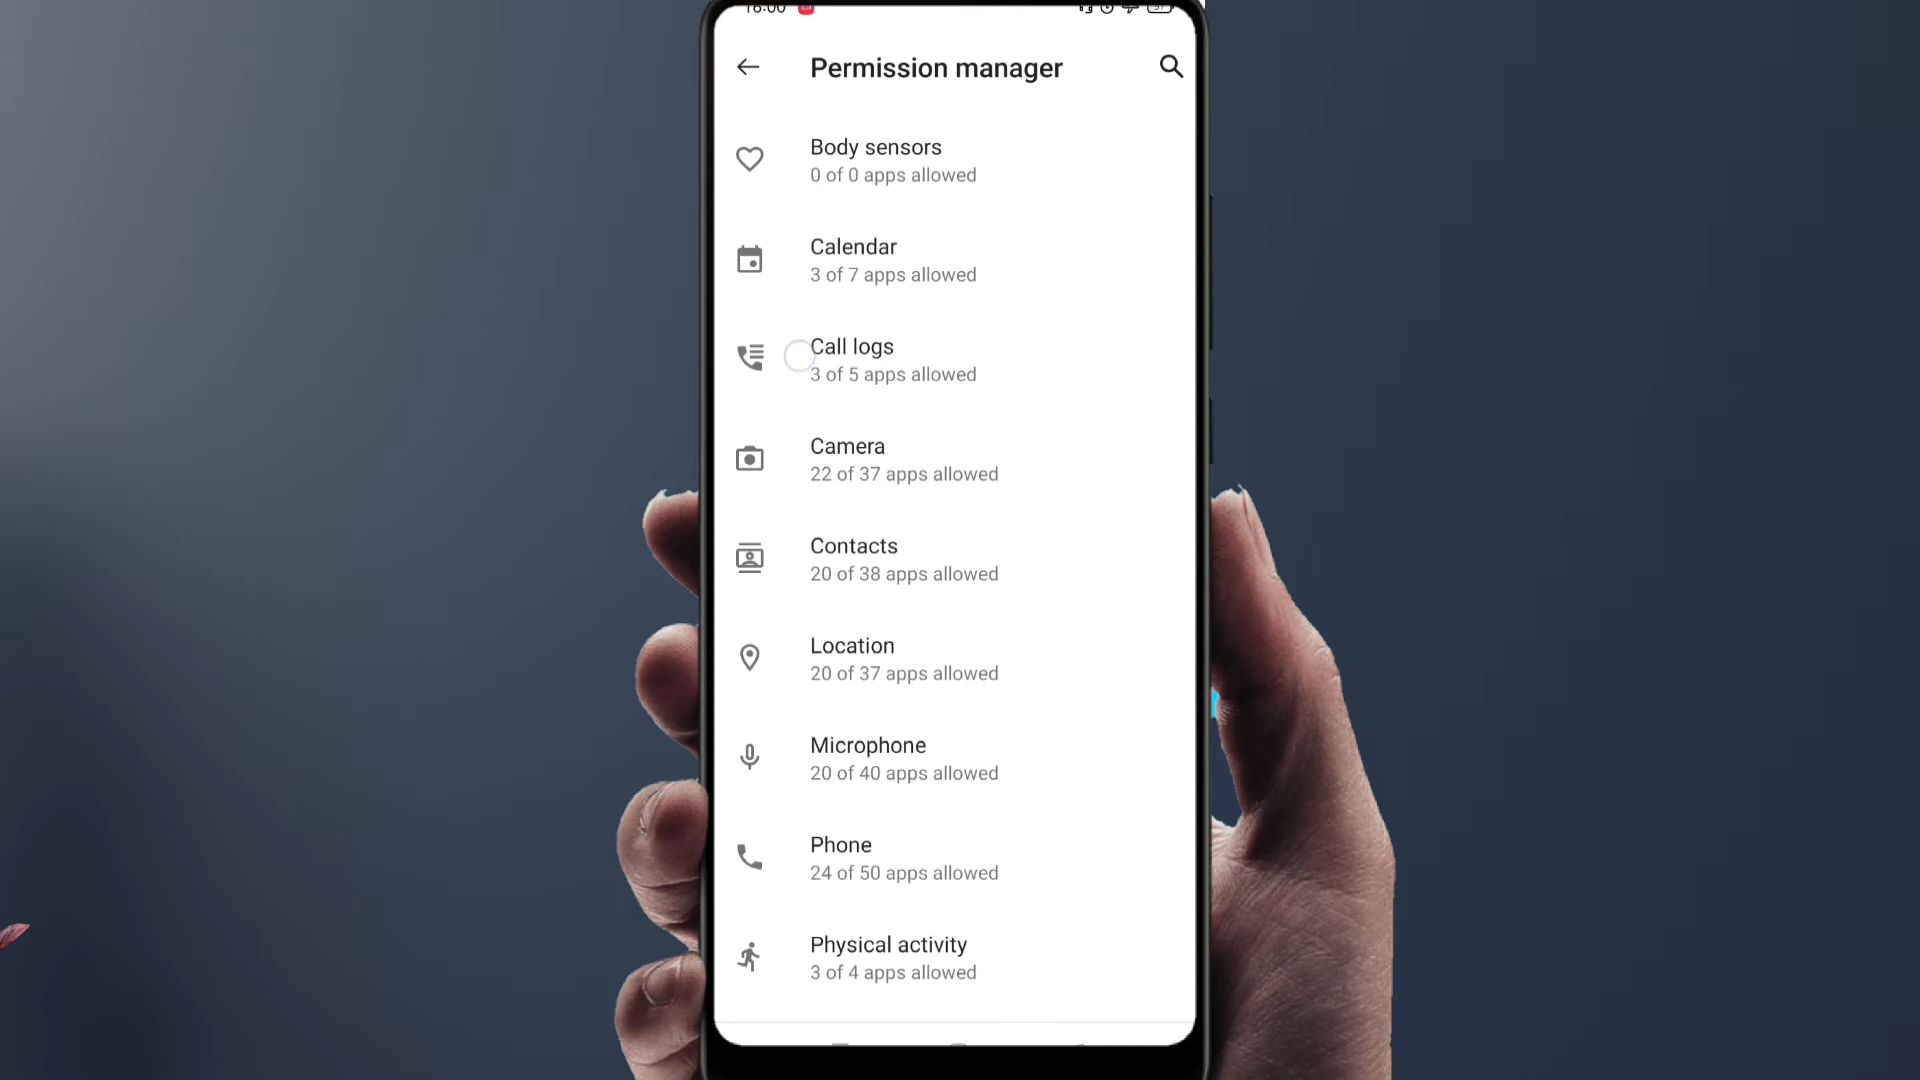 18:00
Permission manager
Body sensors
0 of 0 apps allowed
Calendar
3 of 7 apps allowed
Call logs
3 of 5 apps allowed
Camera
22 of 37 apps allowed
Contacts
20 of 38 apps allowed
Location
20 of 37 apps allowed
Microphone
20 of 40 apps allowed
Phone
24 of 50 apps allowed
Physical activity
3 of 4 apps allowed